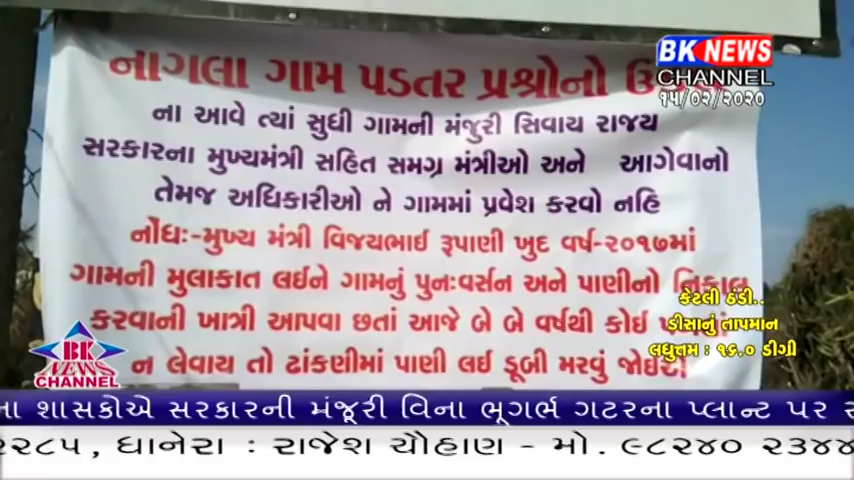 BK NEWS
CHANNEL
૧૫/૦૨/૨૦૨૦
નાગલા ગામ પડતર પ્રશ્નોનો
ના આવે ત્યાં સુધી ગામની મંજુરી સિવાય રાજય
સરકારના મુખ્યમંત્રી સહિત સમગ્ર મંત્રીઓ અને આગેવાનો
તેમજ અધિકારીઓ ને ગામમાં પ્રવેશ કરવો નહિ
નોંધઃ-મુખ્ય મંત્રી વિજયભાઈ રૂપાણી ખુદ વર્ષ-૨૦૧૭માં
ગામની મુલાકાત લઈને ગામનું પુનઃવર્સન અને પાણીનો નિકાલ
કરવાની ખાત્રી આપવા છતાં આજે બે બે વર્ષથી કોઈ
ન લેવાય તો ઢાંકણીમાં પાણી લઈ ડૂબી મરવું જોઈએ
કેટલી ઠંડી..
ડીસાનું તાપમાન
લઘુત્તમ : ૧૬.૦ ડીગ્રી
BK
NEWS
CHANNEL
ના શાસકોએ સરકારની મંજૂરી વિના ભૂગર્ભ ગટરના પ્લાન્ટ પર
૨૨૮૫, ધાનેરા : રાજેશ ચૌહાણ - મો. ૯૮૨૪૦ ૨૩૪૪